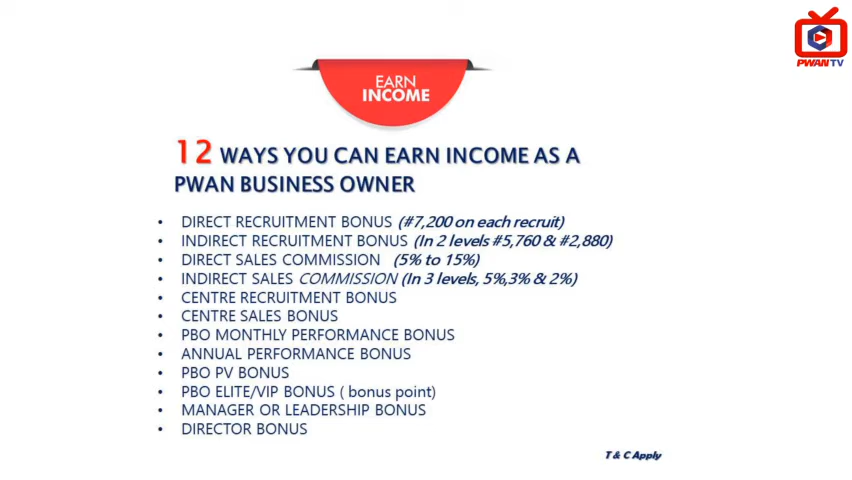 PWANTV
EARN
INCOME
12 WAYS YOU CAN EARN INCOME AS A
PWAN BUSINESS OWNER
• DIRECT RECRUITMENT BONUS (#7,200 on each recruit)
• INDIRECT RECRUITMENT BONUS (In 2 levels #5,760 & #2,880)
• DIRECT SALES COMMISSION (5% to 15%)
• INDIRECT SALES COMMISSION (In 3 levels, 5%,3% & 2%)
• CENTRE RECRUITMENT BONUS
• CENTRE SALES BONUS
• PBO MONTHLY PERFORMANCE BONUS
• ANNUAL PERFORMANCE BONUS
• PBO PV BONUS
• PBO ELITE/VIP BONUS ( bonus point)
• MANAGER OR LEADERSHIP BONUS
• DIRECTOR BONUS
T & C Apply